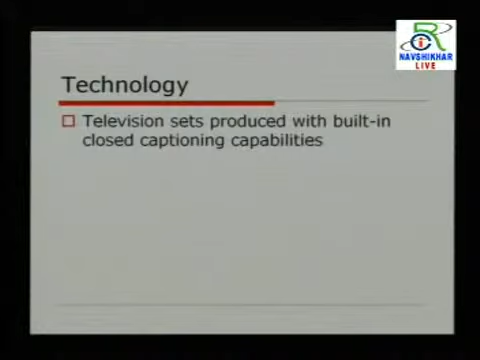 NAVSHIKHAR
LIVE
Technology
Television sets produced with built-in
closed captioning capabilities